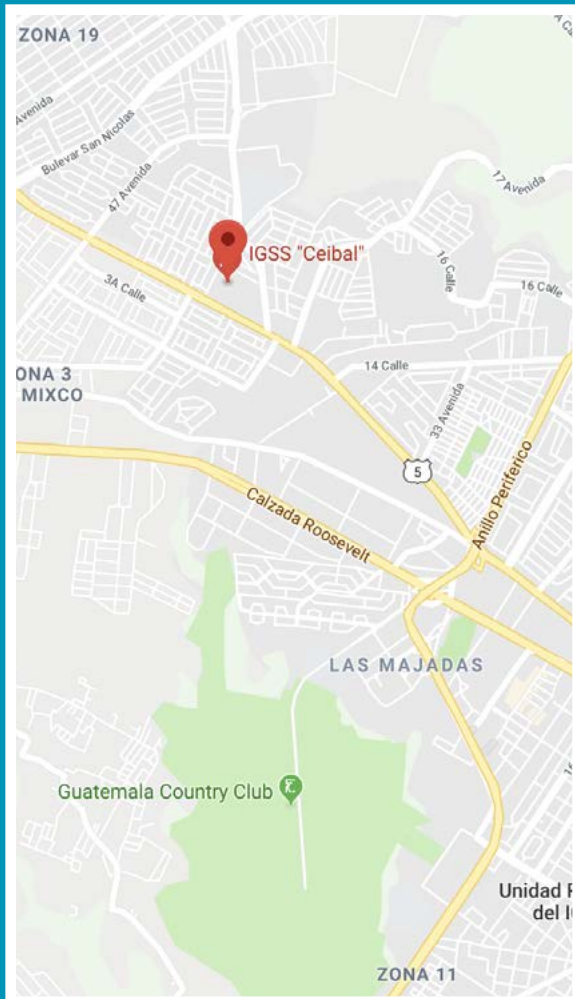 ZONA 19
Avenida
Bulevar San Nicolas
47 Avenida
17 Avenida
IGSS "Ceibal"
16 Calle
16 Calle
3A Calle
14 Calle
ONA 3
MIXCO
33 Avenida
5
Anillo Periferico
Calzada Roosevelt
LAS MAJADAS
Guatemala Country Club
Unidad
del
ZONA 11